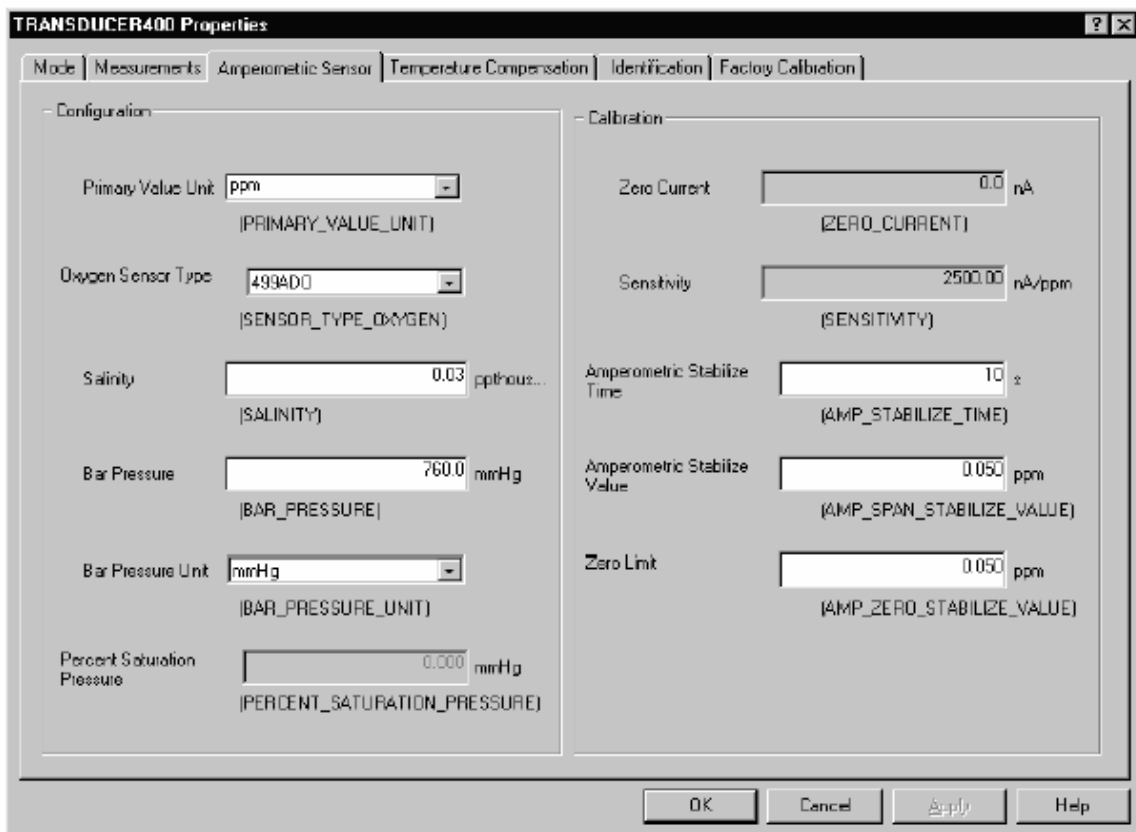 TRANSDUCER400 Properties
Mode
Measurements
Amperometric Sensor
Temperature Compensation
Identification
Factory Calibration
Configuration
Primary Value Unit
ppm
(PRIMARY_VALUE_UNIT)
Oxygen Sensor Type
499ADO
(SENSOR_TYPE_OXYGEN)
Salinity
0.03 ppthous...
(SALINITY)
Bar Pressure
760.0 mmHg
(BAR_PRESSURE)
Bar Pressure Unit
mmHg
(BAR_PRESSURE_UNIT)
Percent Saturation
Pressure
0.000 mmHg
(PERCENT_SATURATION_PRESSURE)
Calibration
Zero Current
0.0 nA
(ZERO_CURRENT)
Sensitivity
2500.00 nA/ppm
(SENSITIVITY)
Amperometric Stabilize
Time
10 s
(AMP_STABILIZE_TIME)
Amperometric Stabilize
Value
0.050 ppm
(AMP_SPAN_STABILIZE_VALUE)
Zero Limit
0.050 ppm
(AMP_ZERO_STABILIZE_VALUE)
OK
Cancel
Apply
Help